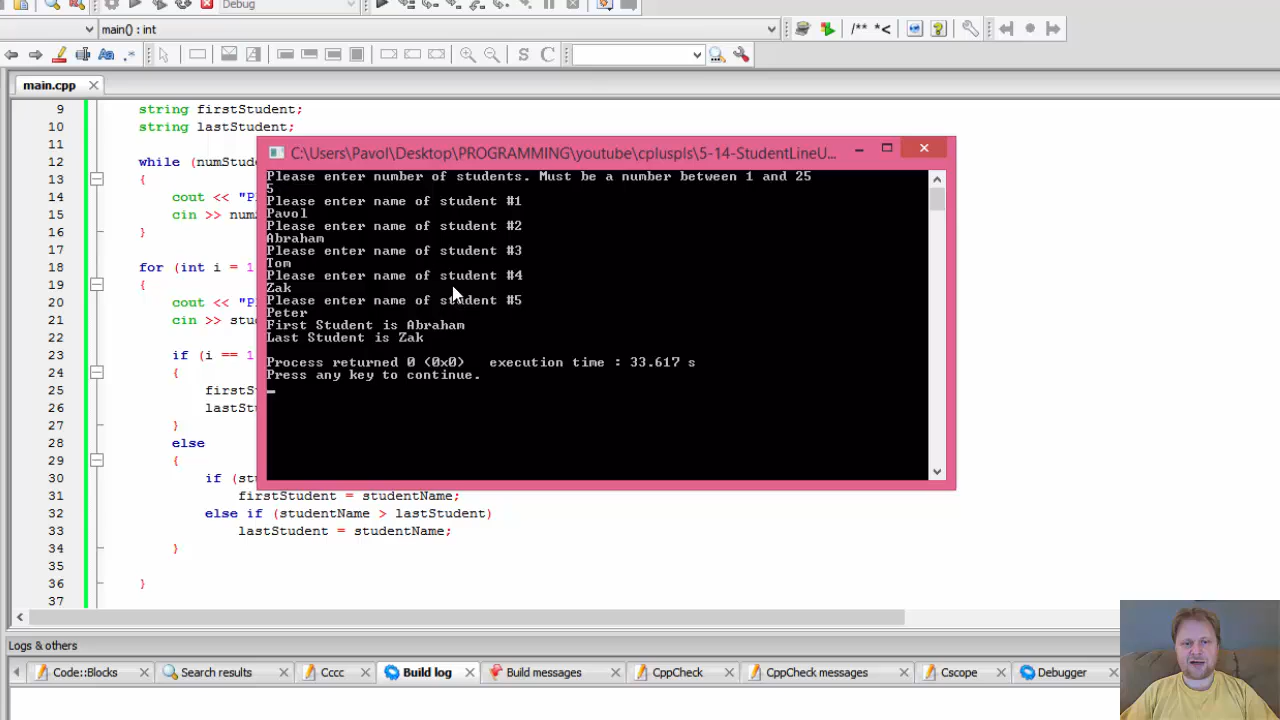 Debug
main() : int
/** *<
Aa .*
S C
main.cpp
9 string firstStudent;
10 string lastStudent;
11
12 while (numStude
13 {
14 cout << "Pl
15 cin >> num
16 }
17
18 for (int i = 1
19 {
20 cout << "Pl
21 cin >> stu
22
23 if (i == 1
24 {
25 firstS
26 lastStu
27 }
28 else
29 {
30 if (st
31 firstStudent = studentName;
32 else if (studentName > lastStudent)
33 lastStudent = studentName;
34 }
35
36 }
37
C:\Users\Pavol\Desktop\PROGRAMMING\youtube\cpluspls\5-14-StudentLineU...
Please enter number of students. Must be a number between 1 and 25
5
Please enter name of student #1
Pavol
Please enter name of student #2
Abraham
Please enter name of student #3
Tom
Please enter name of student #4
Zak
Please enter name of student #5
Peter
First Student is Abraham
Last Student is Zak
Process returned 0 (0x0) execution time : 33.617 s
Press any key to continue.
Logs & others
Code::Blocks Search results Cccc Build log Build messages CppCheck CppCheck messages Cscope Debugger